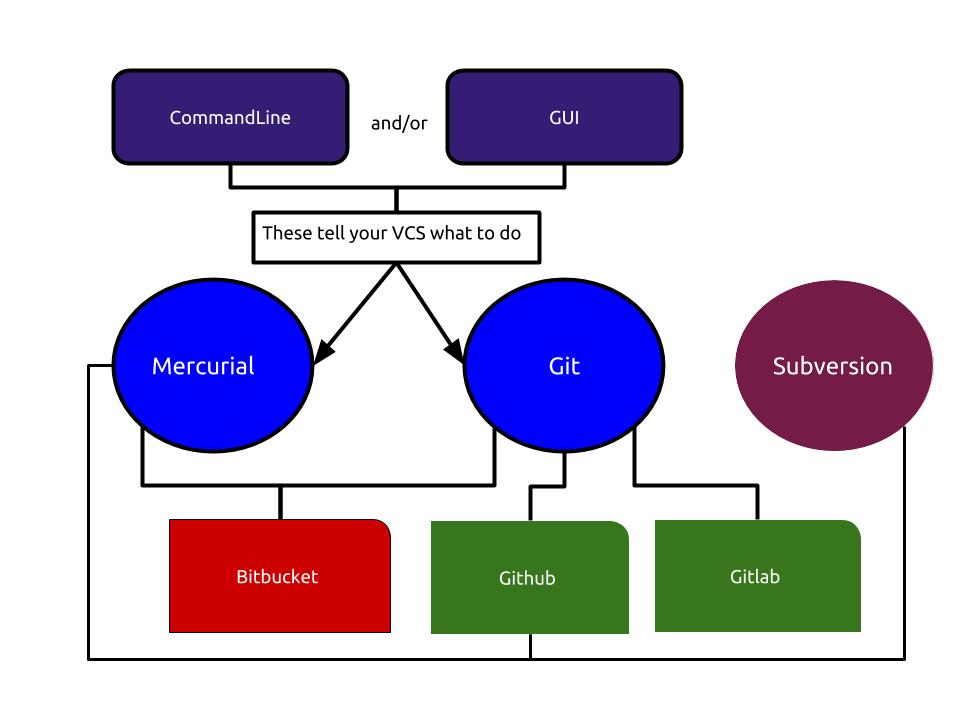 CommandLine
and/or
GUI
These tell your VCS what to do
Mercurial
Git
Subversion
Bitbucket
Github
Gitlab